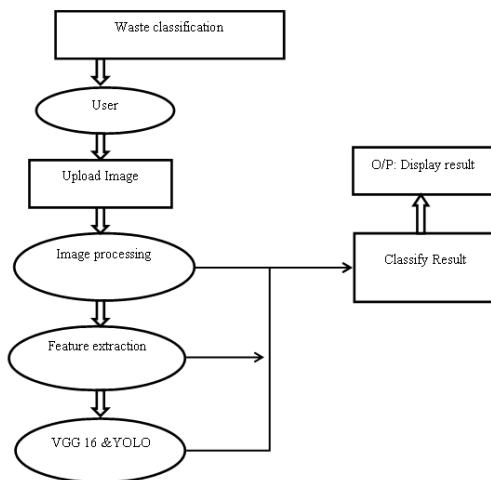 Waste classification
User
Upload Image
Image processing
Feature extraction
VGG 16 &YOLO
O/P: Display result
Classify Result